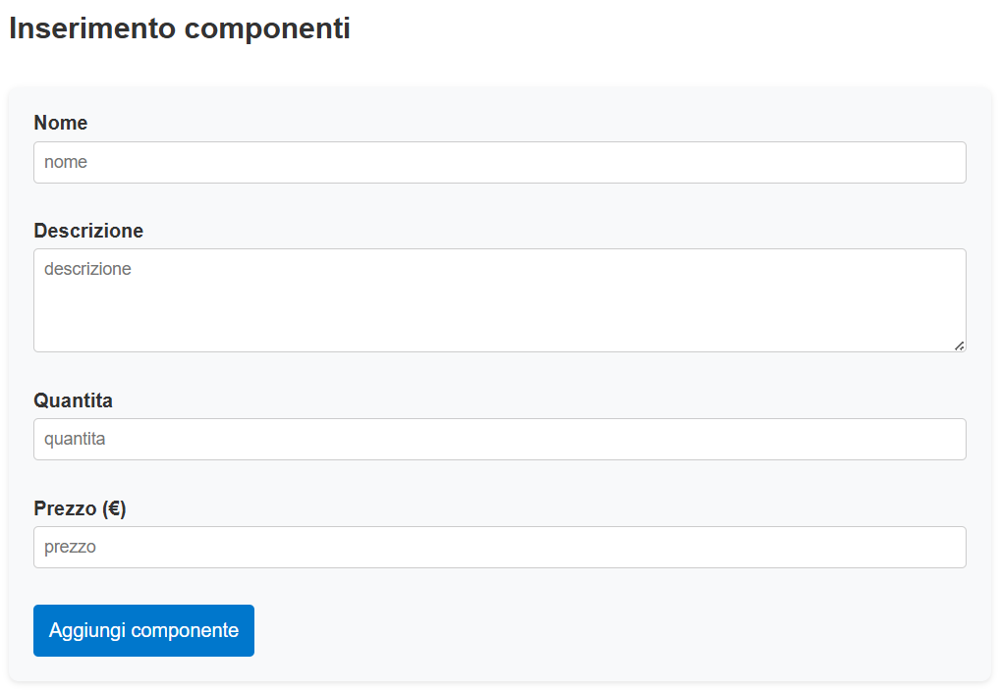 Inserimento componenti
Nome
nome
Descrizione
descrizione
Quantita
quantita
Prezzo (€)
prezzo
Aggiungi componente